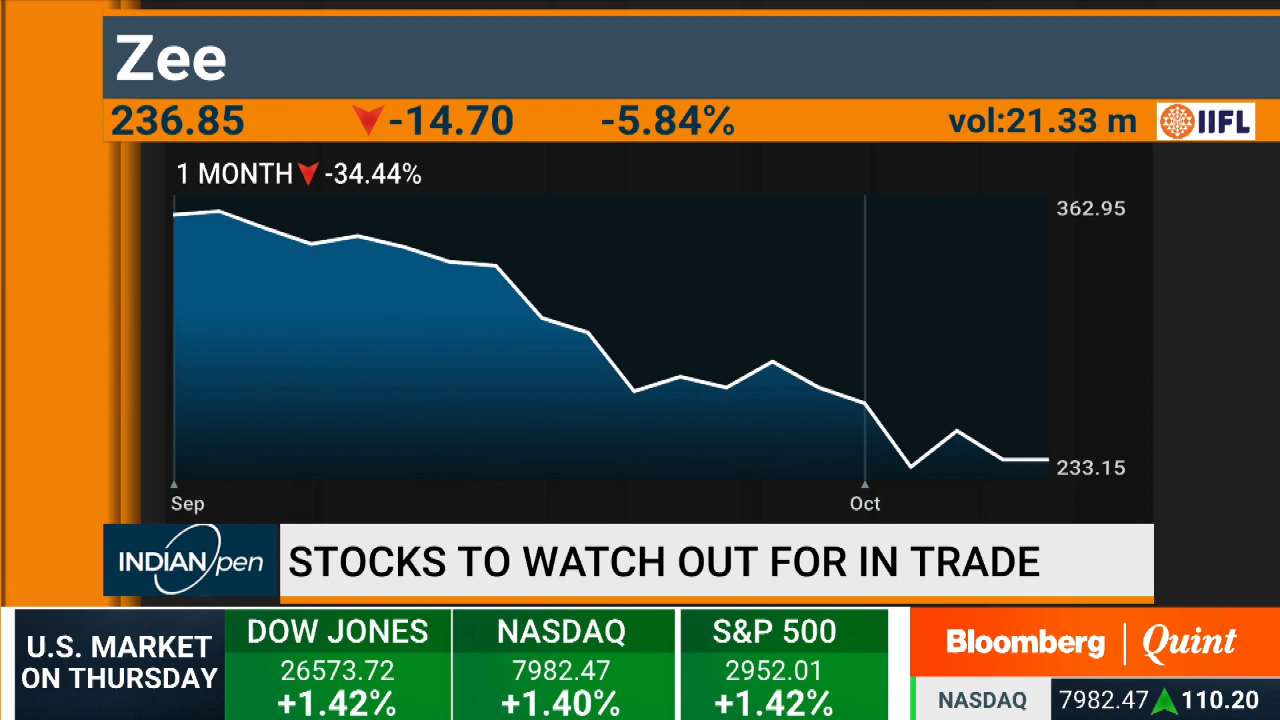 Zee
236.85 -14.70 -5.84% vol:21.33 m IIFL
1 MONTH -34.44%
362.95
233.15
Sep Oct
INDIAN pen STOCKS TO WATCH OUT FOR IN TRADE
U.S. MARKET
ON THURSDAY
DOW JONES
26573.72
+1.42%
NASDAQ
7982.47
+1.40%
S&P 500
2952.01
+1.42%
Bloomberg | Quint
NASDAQ 7982.47 110.20